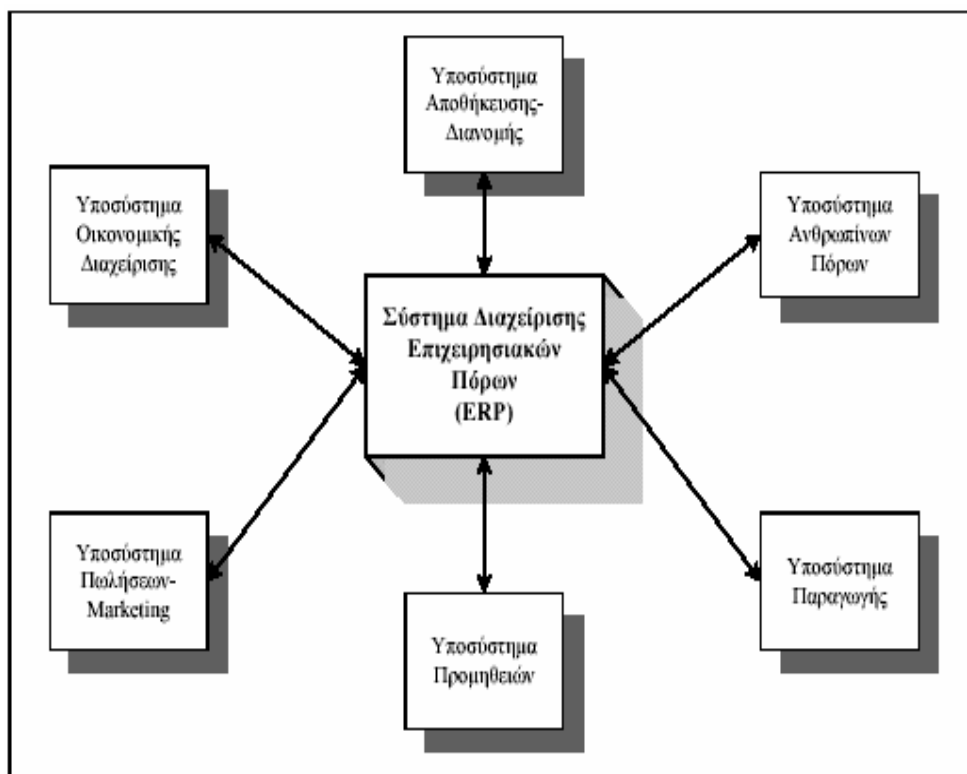 Υποσύστημα
Αποθήκευσης-
Διανομής
Υποσύστημα
Οικονομικής
Διαχείρισης
Υποσύστημα
Ανθρωπίνων
Πόρων
Σύστημα Διαχείρισης
Επιχειρησιακών
Πόρων
(ERP)
Υποσύστημα
Πωλήσεων-
Marketing
Υποσύστημα
Προμηθειών
Υποσύστημα
Παραγωγής